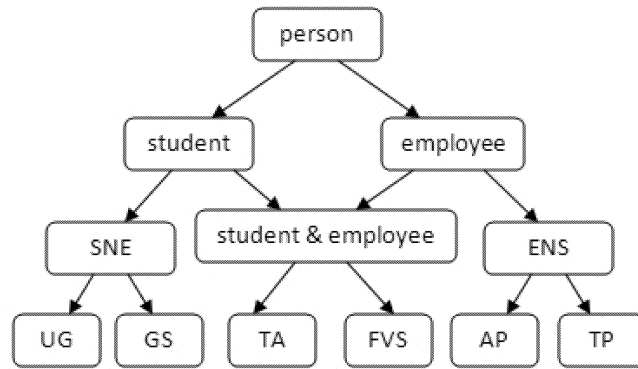 person
student
employee
SNE
student & employee
ENS
UG
GS
TA
FVS
AP
TP